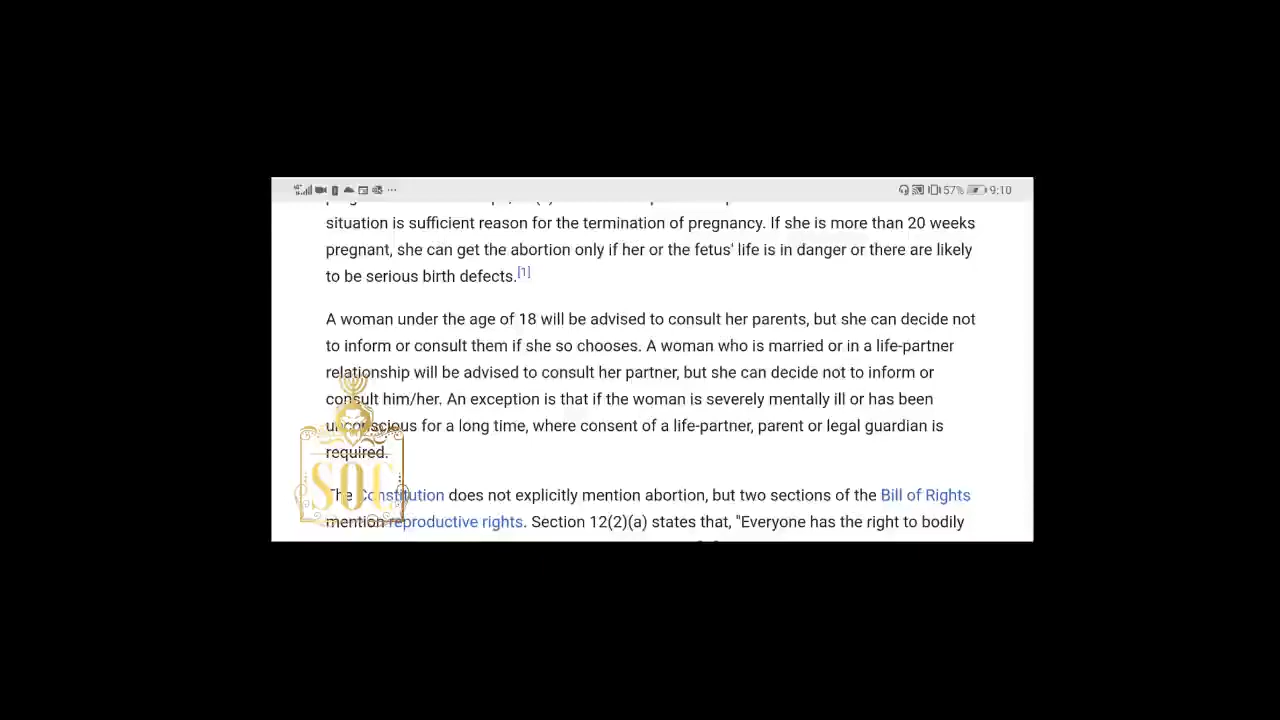 57% 9:10
situation is sufficient reason for the termination of pregnancy. If she is more than 20 weeks
pregnant, she can get the abortion only if her or the fetus' life is in danger or there are likely
to be serious birth defects.[1]
A woman under the age of 18 will be advised to consult her parents, but she can decide not
to inform or consult them if she so chooses. A woman who is married or in a life-partner
relationship will be advised to consult her partner, but she can decide not to inform or
consult him/her. An exception is that if the woman is severely mentally ill or has been
unconscious for a long time, where consent of a life-partner, parent or legal guardian is
required.
SOC
The Constitution does not explicitly mention abortion, but two sections of the Bill of Rights
mention reproductive rights. Section 12(2)(a) states that, "Everyone has the right to bodily